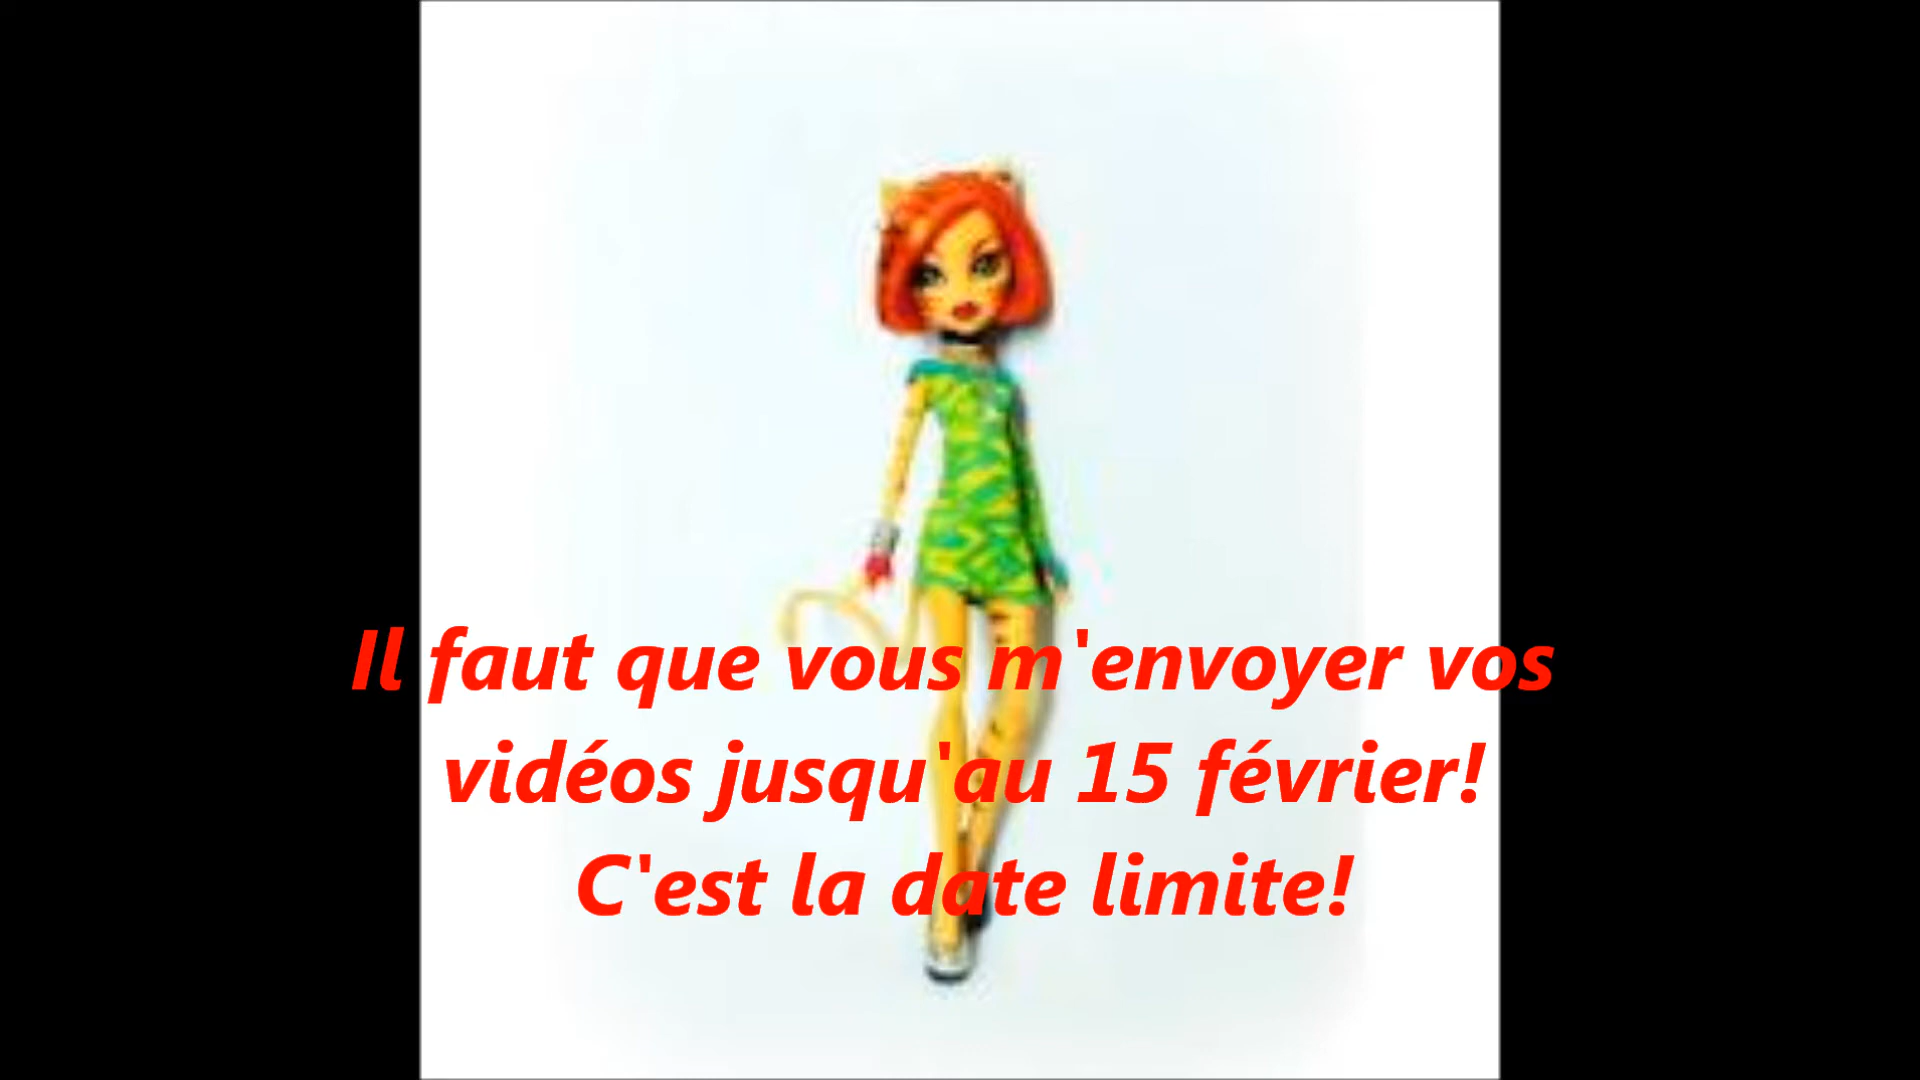 Il faut que vous m'envoyer vos
vidéos jusqu'au 15 février!
C'est la date limite!